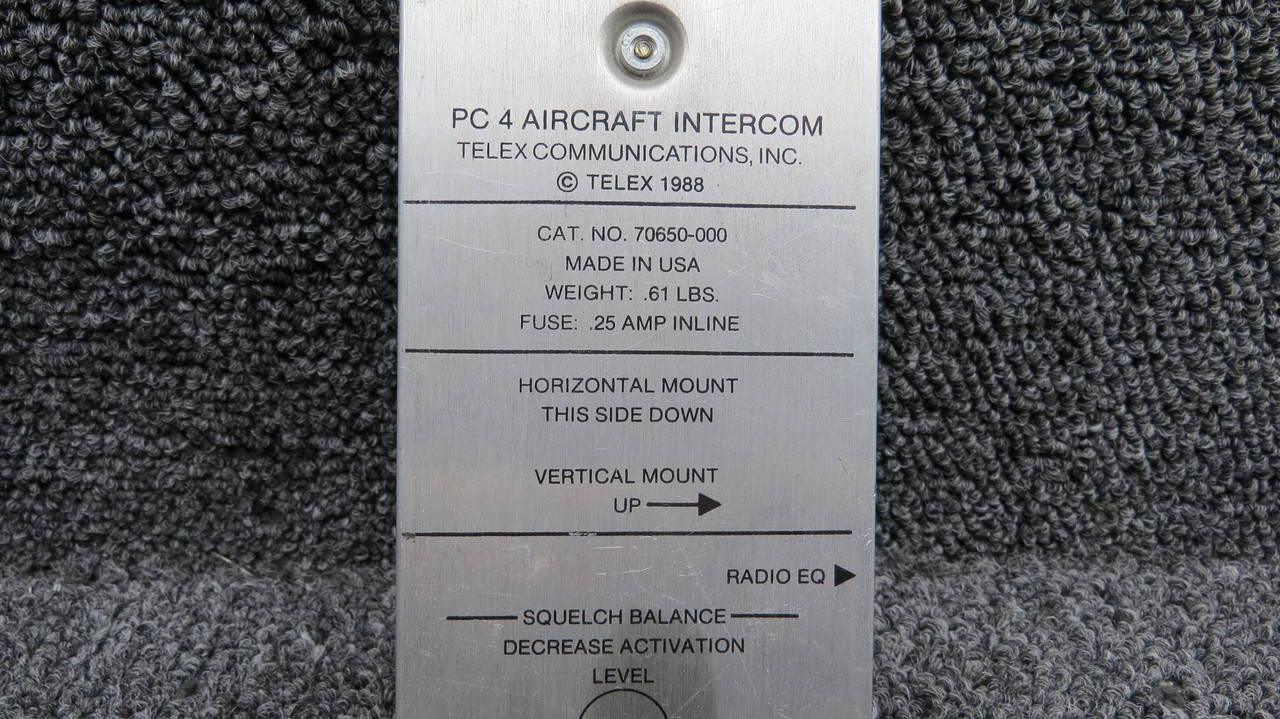 PC 4 AIRCRAFT INTERCOM
TELEX COMMUNICATIONS, INC.
© TELEX 1988
CAT. NO. 70650-000
MADE IN USA
WEIGHT: .61 LBS.
FUSE: .25 AMP INLINE
HORIZONTAL MOUNT
THIS SIDE DOWN
VERTICAL MOUNT
UP
RADIO EQ
SQUELCH BALANCE
DECREASE ACTIVATION
LEVEL